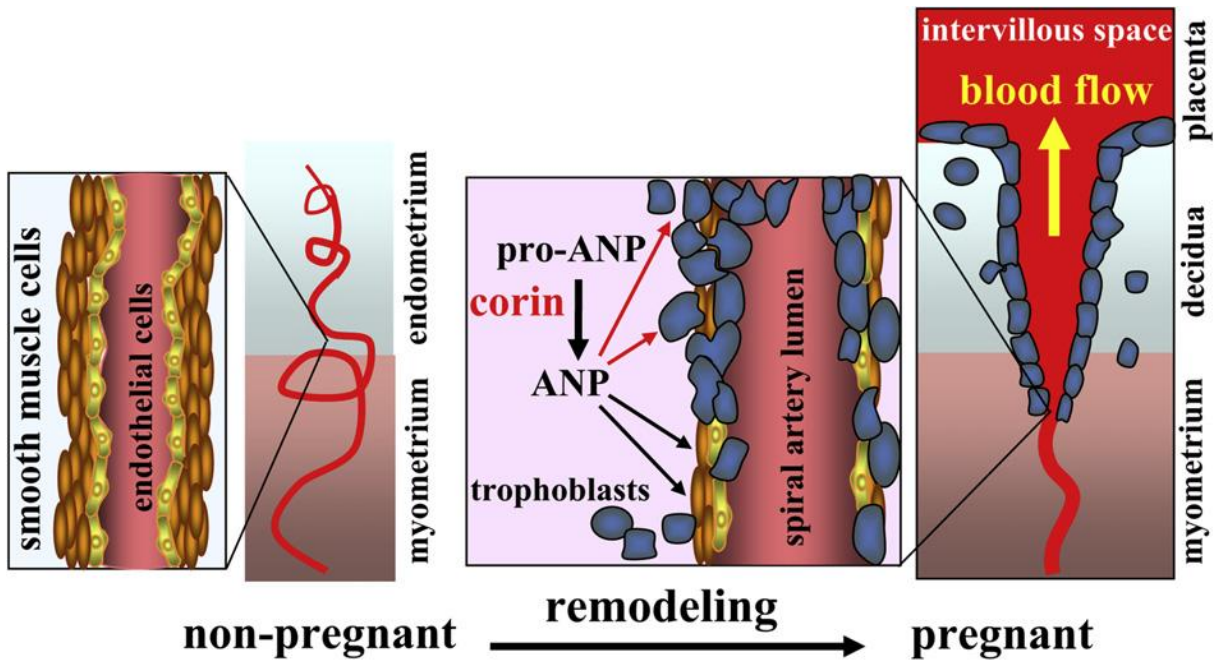 smooth muscle cells
endothelial cells
endometrium
myometrium
pro-ANP
corin
ANP
trophoblasts
spiral artery lumen
intervillous space
blood flow
placenta
decidua
myometrium
non-pregnant
remodeling
pregnant